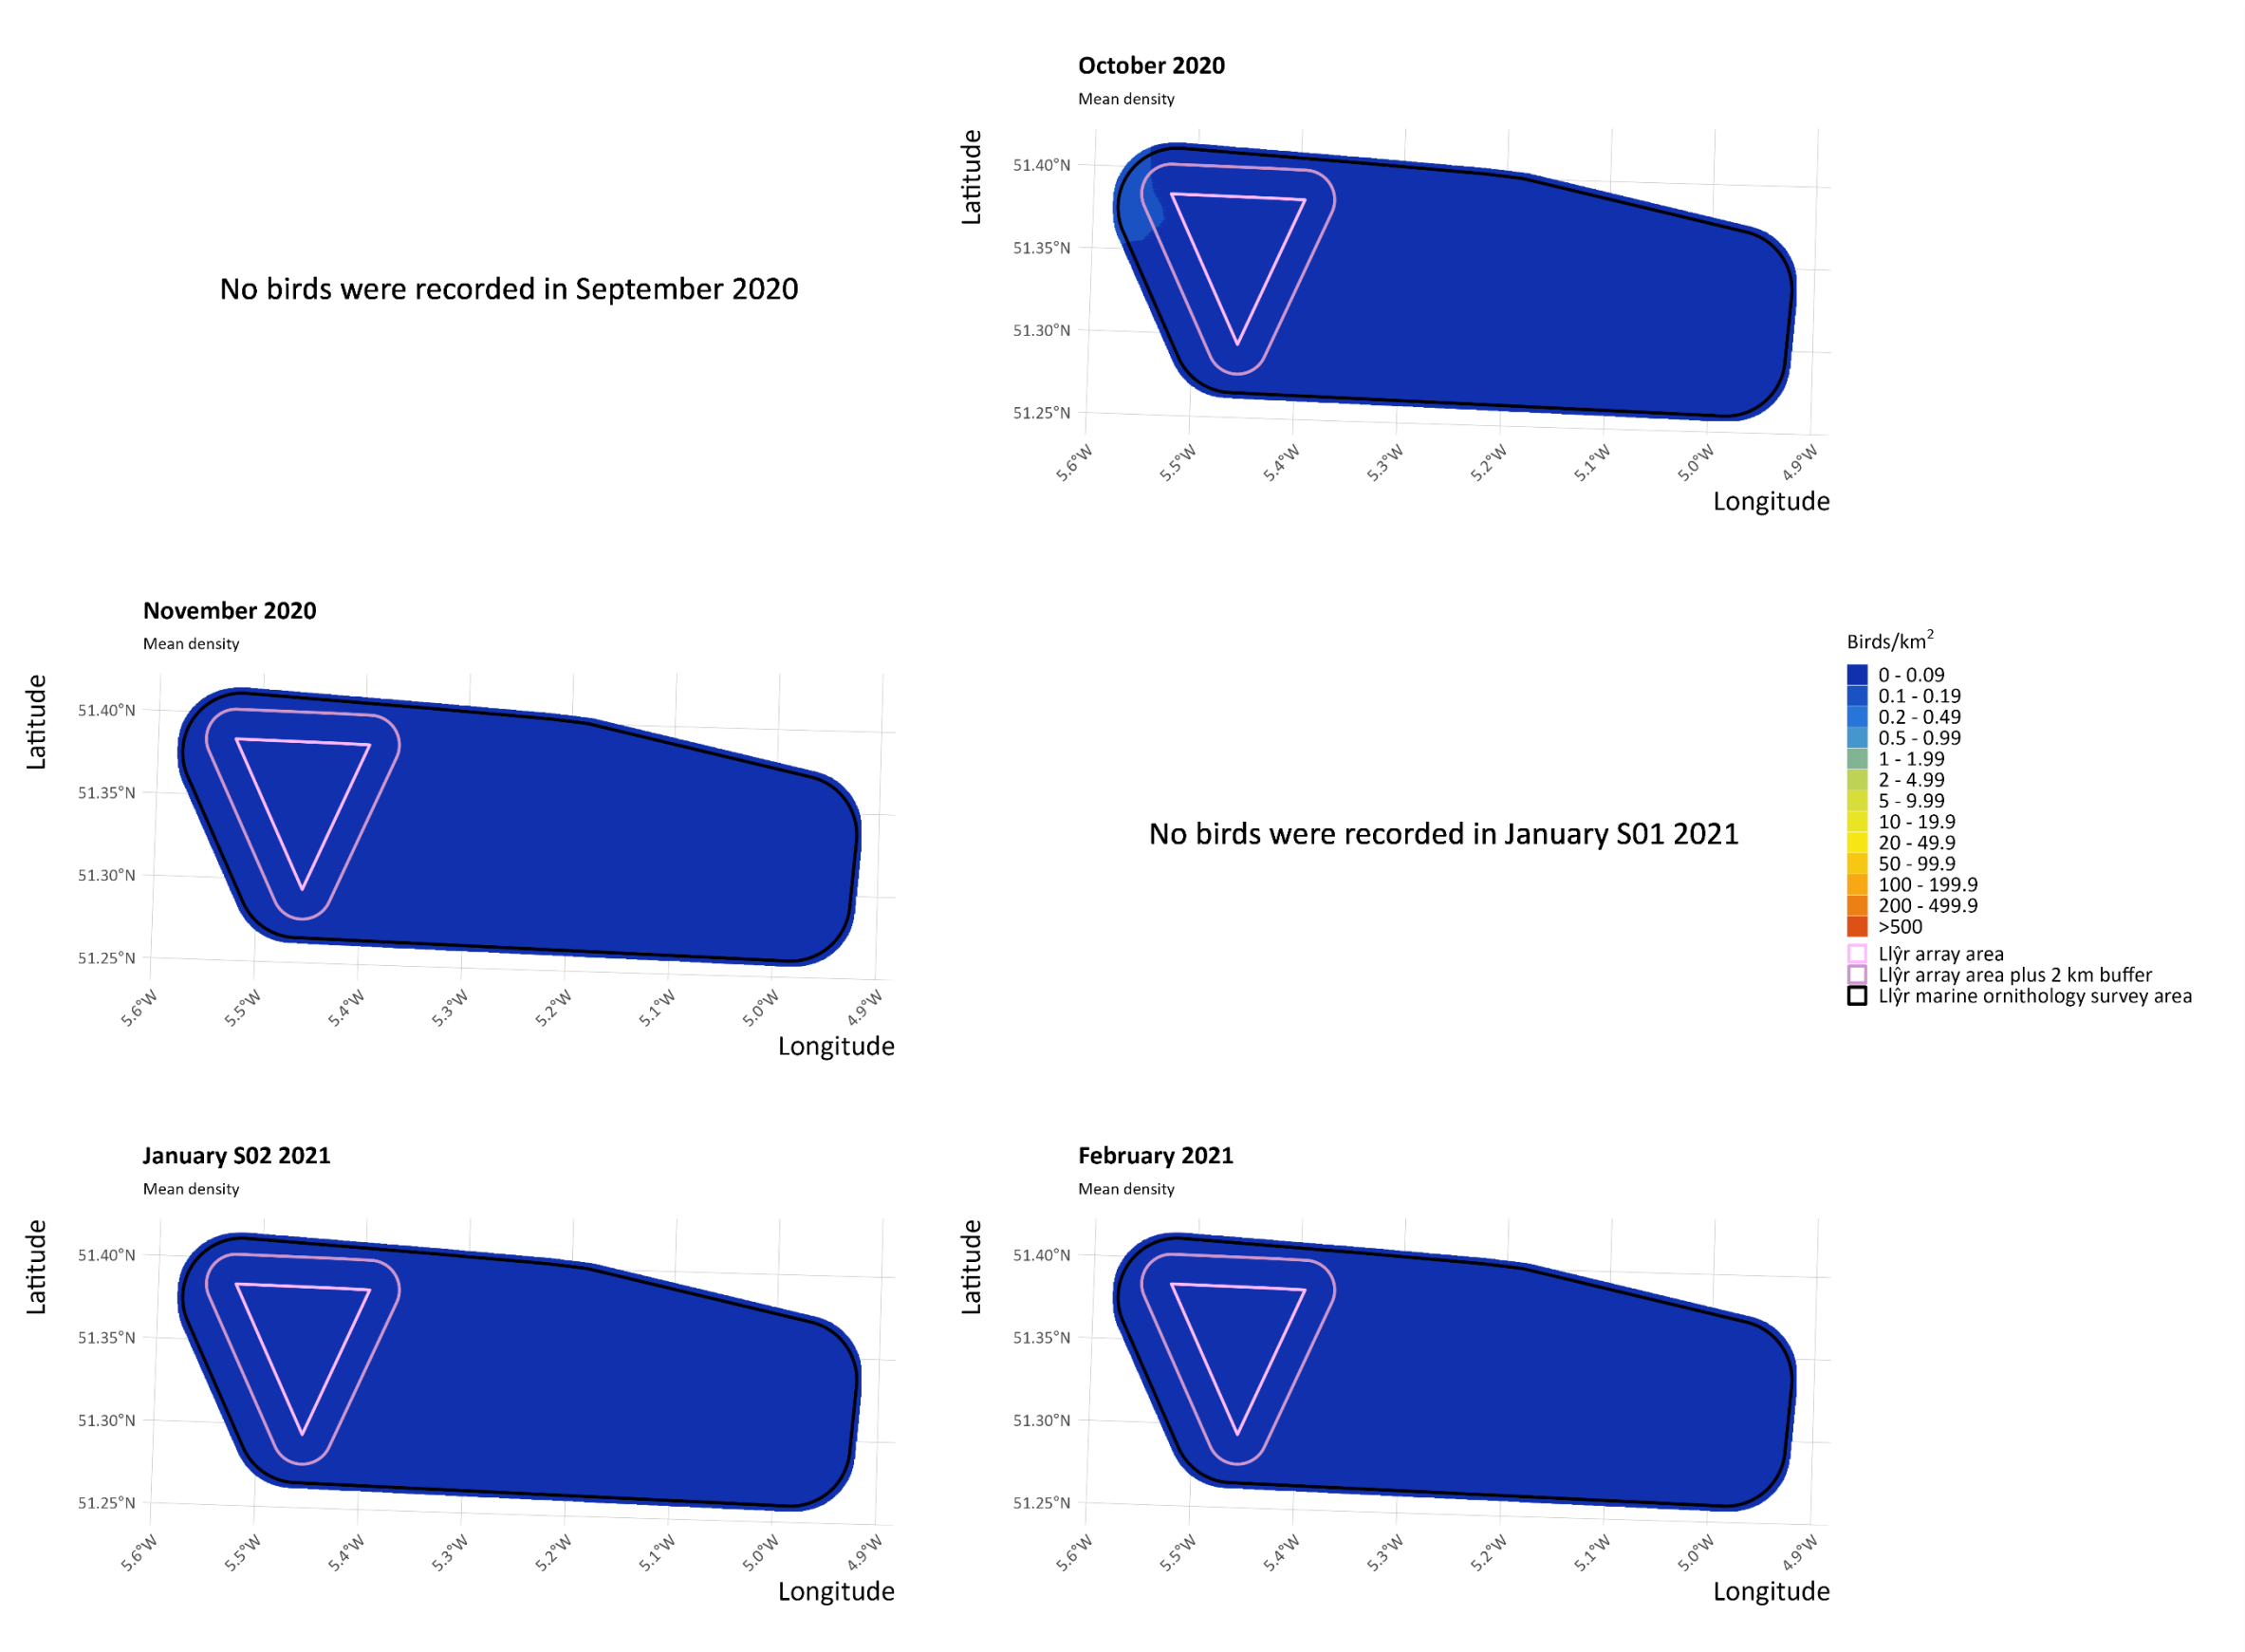 No birds were recorded in September 2020
October 2020
Mean density
Latitude
51.40°N
51.35°N
51.30°N
51.25°N
5.6°W
5.5°W
5.4°W
5.3°W
5.2°W
5.1°W
5.0°W
4.9°W
Longitude
November 2020
Mean density
Latitude
51.40°N
51.35°N
51.30°N
51.25°N
5.6°W
5.5°W
5.4°W
5.3°W
5.2°W
5.1°W
5.0°W
4.9°W
Longitude
No birds were recorded in January S01 2021
Birds/km²
0 - 0.09
0.1 - 0.19
0.2 - 0.49
0.5 - 0.99
1 - 1.99
2 - 4.99
5 - 9.99
10 - 19.9
20 - 49.9
50 - 99.9
100 - 199.9
200 - 499.9
>500
Llŷr array area
Llŷr array area plus 2 km buffer
Llŷr marine ornithology survey area
January S02 2021
Mean density
Latitude
51.40°N
51.35°N
51.30°N
51.25°N
5.6°W
5.5°W
5.4°W
5.3°W
5.2°W
5.1°W
5.0°W
4.9°W
Longitude
February 2021
Mean density
Latitude
51.40°N
51.35°N
51.30°N
51.25°N
5.6°W
5.5°W
5.4°W
5.3°W
5.2°W
5.1°W
5.0°W
4.9°W
Longitude